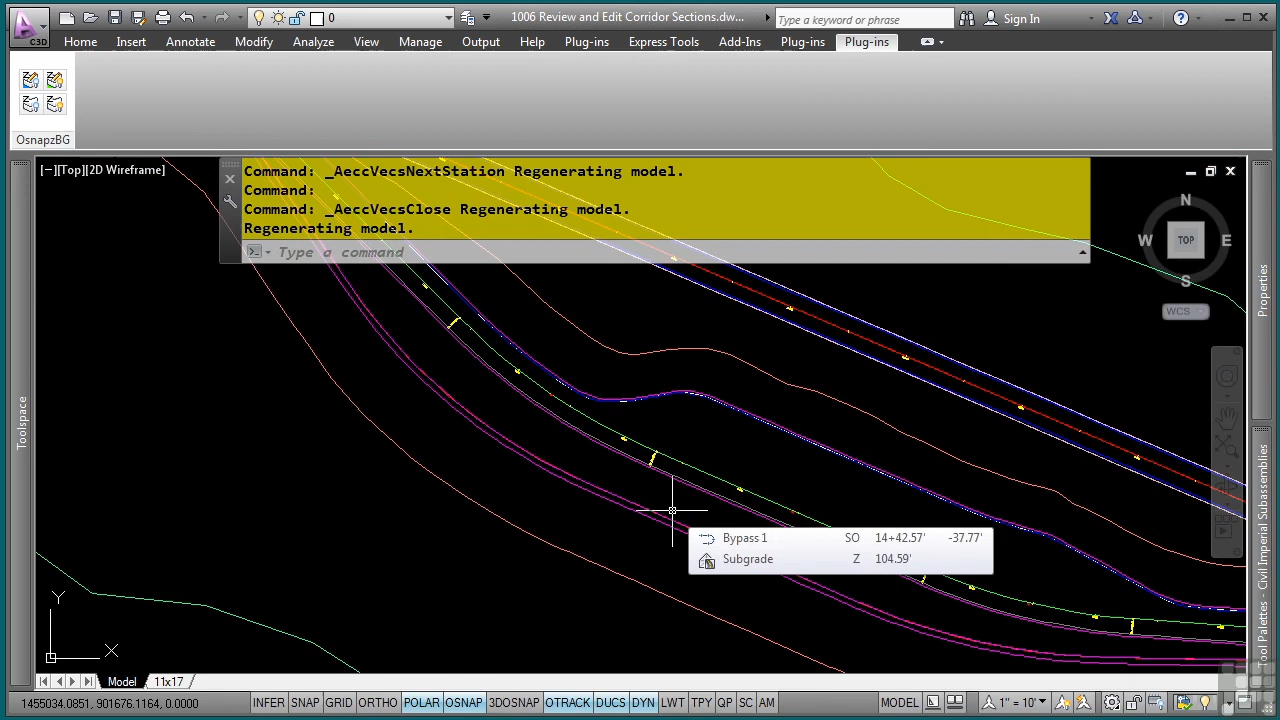 0 1006 Review and Edit Corridor Sections.dw... Type a keyword or phrase Sign In
C3D Home Insert Annotate Modify Analyze View Manage Output Help Plug-ins Express Tools Add-Ins Plug-ins Plug-ins
OsnapzBG
[−][Top][2D Wireframe]
Command: _AeccVecsNextStation Regenerating model.
Command:
Command: _AeccVecsClose Regenerating model.
Regenerating model.
Type a command
N
W TOP E
S
WCS
Properties
Toolspace
Bypass 1 SO 14+42.57' -37.77'
Subgrade Z 104.59'
Tool Palettes - Civil Imperial Subassemblies
Y
X
Model 11x17
1455034.0851, 901676.1164, 0.0000 INFER SNAP GRID ORTHO POLAR OSNAP 3DOSNAP OTRACK DUCS DYN LWT TPY QP SC AM MODEL 1" = 10'